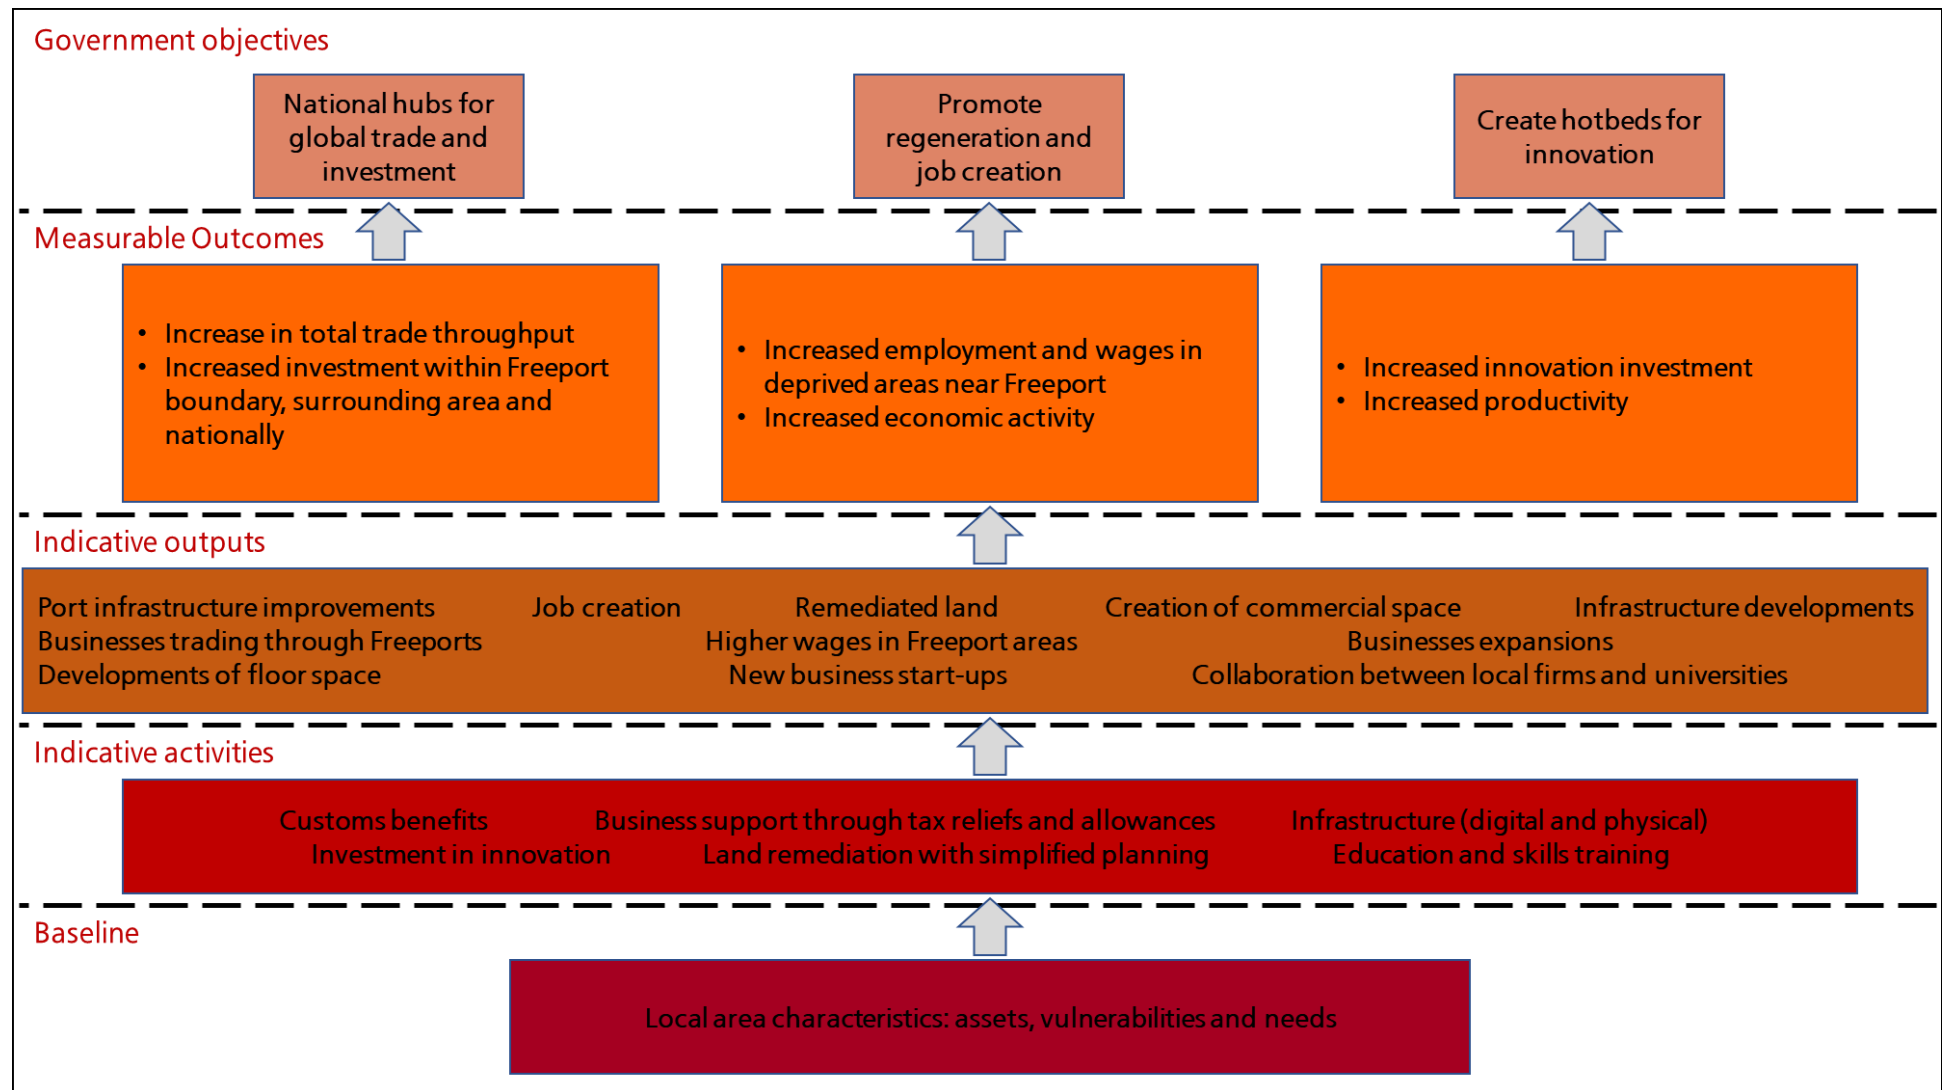 Government objectives
National hubs for
global trade and
investment
Promote
regeneration and
job creation
Create hotbeds for
innovation
Measurable Outcomes
• Increase in total trade throughput
• Increased investment within Freeport
boundary, surrounding area and
nationally
• Increased employment and wages in
deprived areas near Freeport
• Increased economic activity
• Increased innovation investment
• Increased productivity
Indicative outputs
Port infrastructure improvements Job creation Remediated land Creation of commercial space Infrastructure developments
Businesses trading through Freeports Higher wages in Freeport areas Businesses expansions
Developments of floor space New business start-ups Collaboration between local firms and universities
Indicative activities
Customs benefits Business support through tax reliefs and allowances Infrastructure (digital and physical)
Investment in innovation Land remediation with simplified planning Education and skills training
Baseline
Local area characteristics: assets, vulnerabilities and needs